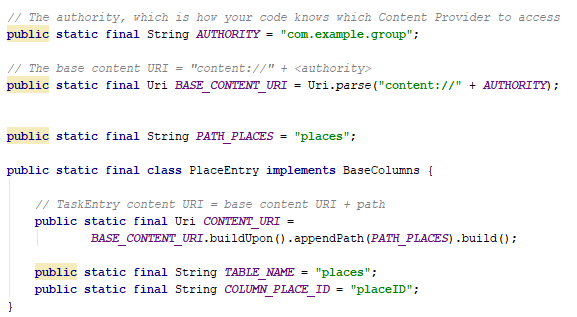 // The authority, which is how your code knows which Content Provider to access
public static final String AUTHORITY = "com.example.group";
// The base content URI = "content://" + <authority>
public static final Uri BASE_CONTENT_URI = Uri.parse("content://" + AUTHORITY);
public static final String PATH_PLACES = "places";
public static final class PlaceEntry implements BaseColumns {
// TaskEntry content URI = base content URI + path
public static final Uri CONTENT_URI =
BASE_CONTENT_URI.buildUpon().appendPath(PATH_PLACES).build();
public static final String TABLE_NAME = "places";
public static final String COLUMN_PLACE_ID = "placeID";
}